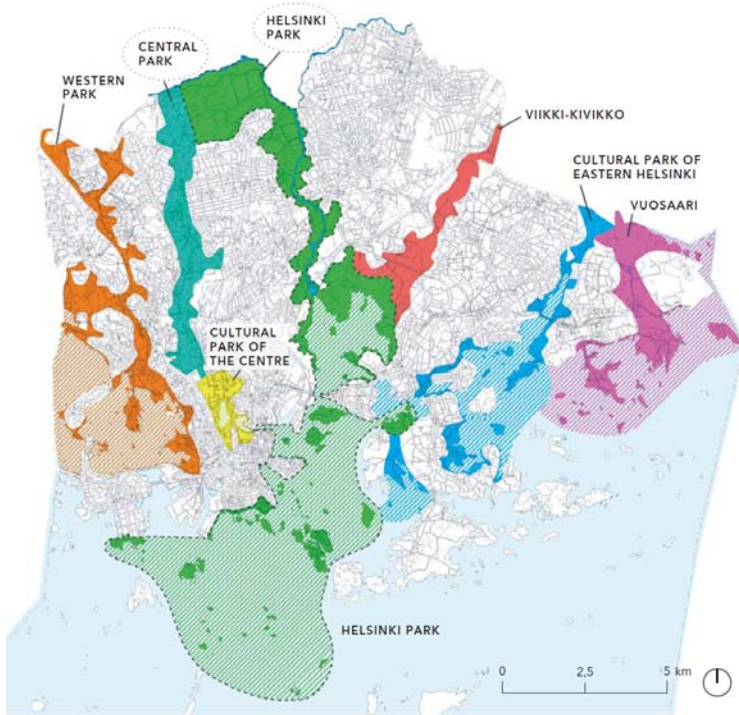 HELSINKI
PARK
CENTRAL
PARK
WESTERN
PARK
VIIKKI-KIVIKKO
CULTURAL PARK OF
EASTERN HELSINKI
VUOSAARI
CULTURAL
PARK OF
THE CENTRE
HELSINKI PARK
0 2,5 5 km